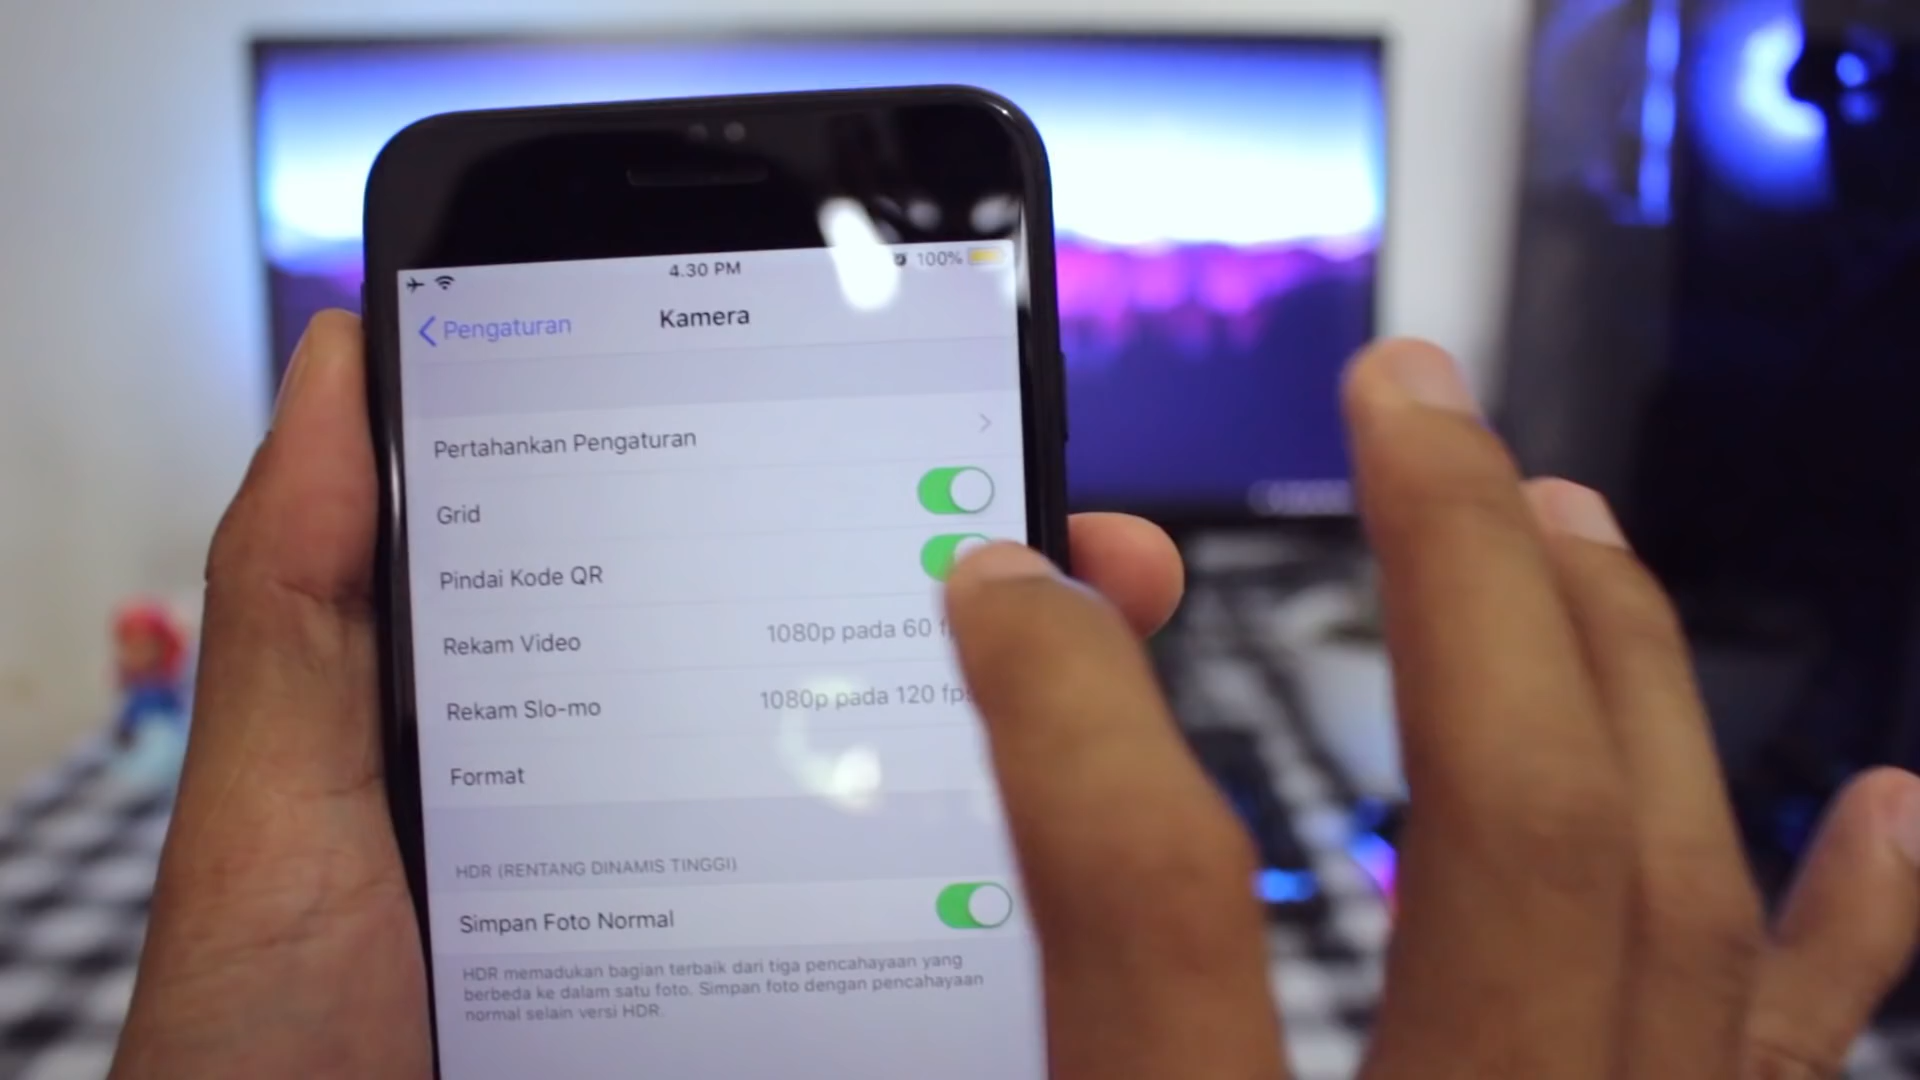 4.30 PM
100%
Pengaturan
Kamera
Pertahankan Pengaturan
Grid
Pindai Kode QR
Rekam Video
1080p pada 60
Rekam Slo-mo
1080p pada 120 fps
Format
HDR (RENTANG DINAMIS TINGGI)
Simpan Foto Normal
HDR memadukan bagian terbaik dari tiga pencahayaan yang
berbeda ke dalam satu foto. Simpan foto dengan pencahayaan
normal selain versi HDR.